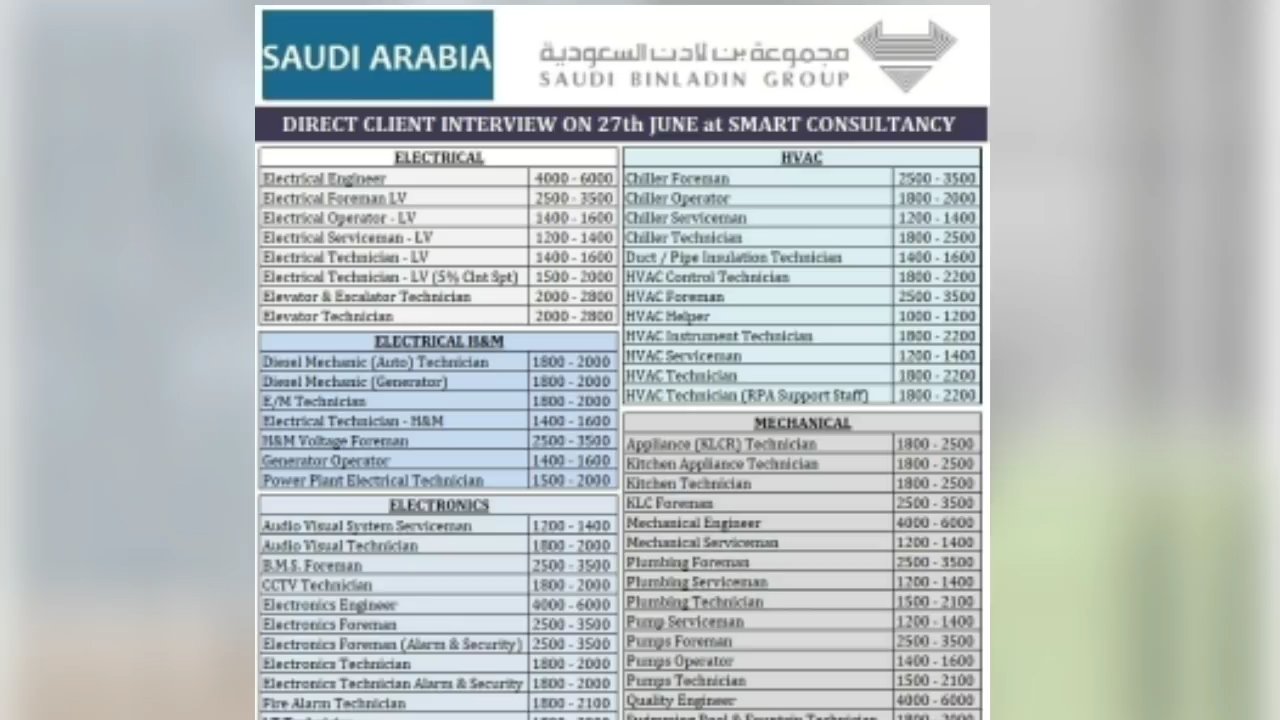 SAUDI ARABIA
مجموعة بن لادن السعودية
SAUDI BINLADIN GROUP
DIRECT CLIENT INTERVIEW ON 27th JUNE at SMART CONSULTANCY
ELECTRICAL
Electrical Engineer 4000 - 6000
Electrical Foreman LV 2500 - 3500
Electrical Operator - LV 1400 - 1600
Electrical Serviceman - LV 1200 - 1400
Electrical Technician - LV 1400 - 1600
Electrical Technician - LV (5% Clnt Spt) 1500 - 2000
Elevator & Escalator Technician 2000 - 2800
Elevator Technician 2000 - 2800
ELECTRICAL H&M
Diesel Mechanic (Auto) Technician 1800 - 2000
Diesel Mechanic (Generator) 1800 - 2000
E/M Technician 1800 - 2000
Electrical Technician - H&M 1400 - 1600
H&M Voltage Foreman 2500 - 3500
Generator Operator 1400 - 1600
Power Plant Electrical Technician 1500 - 2000
ELECTRONICS
Audio Visual System Serviceman 1200 - 1400
Audio Visual Technician 1800 - 2000
B.M.S. Foreman 2500 - 3500
CCTV Technician 1800 - 2000
Electronics Engineer 4000 - 6000
Electronics Foreman 2500 - 3500
Electronics Foreman (Alarm & Security) 2500 - 3500
Electronics Technician 1800 - 2000
Electronics Technician Alarm & Security 1800 - 2000
Fire Alarm Technician 1800 - 2100
HVAC
Chiller Foreman 2500 - 3500
Chiller Operator 1800 - 2000
Chiller Serviceman 1200 - 1400
Chiller Technician 1800 - 2500
Duct / Pipe Insulation Technician 1400 - 1600
HVAC Control Technician 1800 - 2200
HVAC Foreman 2500 - 3500
HVAC Helper 1000 - 1200
HVAC Instrument Technician 1800 - 2200
HVAC Serviceman 1200 - 1400
HVAC Technician 1800 - 2200
HVAC Technician (RPA Support Staff) 1800 - 2200
MECHANICAL
Appliance (KLCR) Technician 1800 - 2500
Kitchen Appliance Technician 1800 - 2500
Kitchen Technician 1800 - 2500
KLC Foreman 2500 - 3500
Mechanical Engineer 4000 - 6000
Mechanical Serviceman 1200 - 1400
Plumbing Foreman 2500 - 3500
Plumbing Serviceman 1200 - 1400
Plumbing Technician 1500 - 2100
Pump Serviceman 1200 - 1400
Pumps Foreman 2500 - 3500
Pumps Operator 1400 - 1600
Pumps Technician 1500 - 2100
Quality Engineer 4000 - 6000